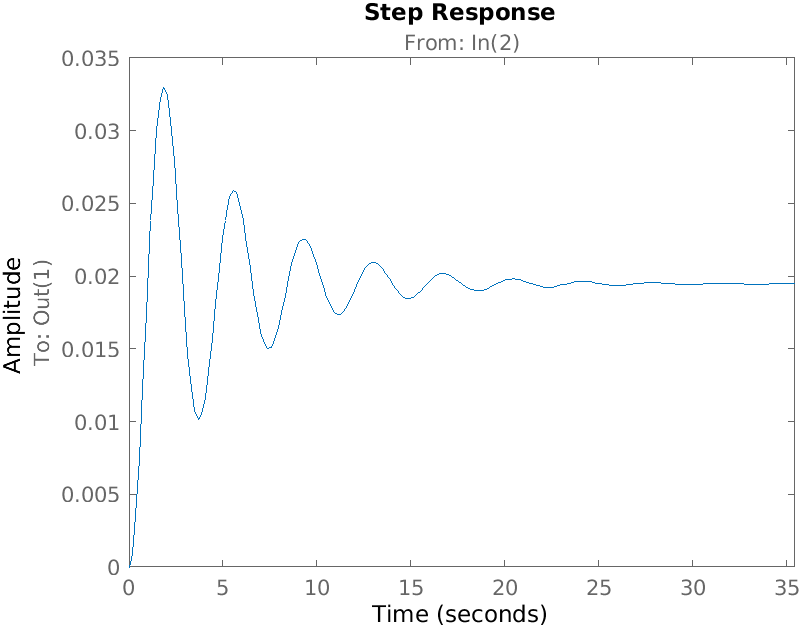 Step Response
From: In(2)
Amplitude
To: Out(1)
0.035
0.03
0.025
0.02
0.015
0.01
0.005
0
0 5 10 15 20 25 30 35
Time (seconds)